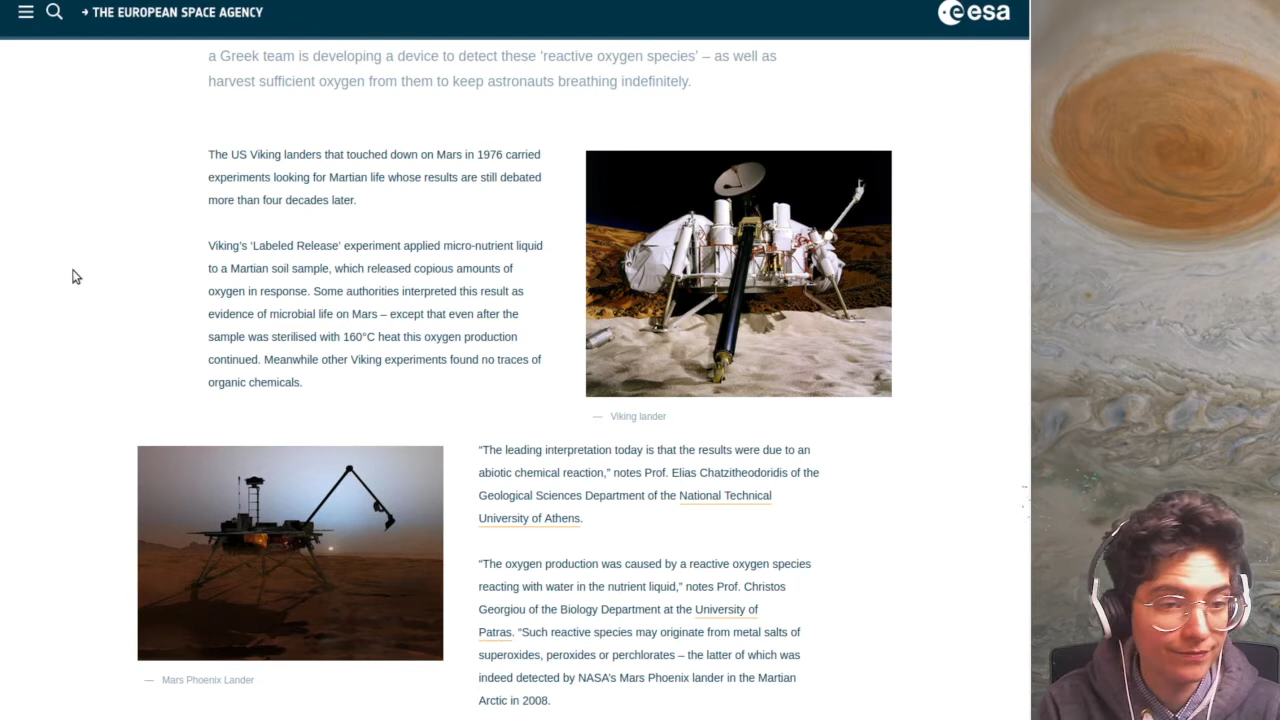 → THE EUROPEAN SPACE AGENCY
esa
a Greek team is developing a device to detect these ‘reactive oxygen species’ – as well as
harvest sufficient oxygen from them to keep astronauts breathing indefinitely.
The US Viking landers that touched down on Mars in 1976 carried
experiments looking for Martian life whose results are still debated
more than four decades later.
Viking’s ‘Labeled Release’ experiment applied micro-nutrient liquid
to a Martian soil sample, which released copious amounts of
oxygen in response. Some authorities interpreted this result as
evidence of microbial life on Mars – except that even after the
sample was sterilised with 160°C heat this oxygen production
continued. Meanwhile other Viking experiments found no traces of
organic chemicals.
— Viking lander
“The leading interpretation today is that the results were due to an
abiotic chemical reaction,” notes Prof. Elias Chatzitheodoridis of the
Geological Sciences Department of the National Technical
University of Athens.
“The oxygen production was caused by a reactive oxygen species
reacting with water in the nutrient liquid,” notes Prof. Christos
Georgiou of the Biology Department at the University of
Patras. “Such reactive species may originate from metal salts of
superoxides, peroxides or perchlorates – the latter of which was
indeed detected by NASA’s Mars Phoenix lander in the Martian
Arctic in 2008.
— Mars Phoenix Lander